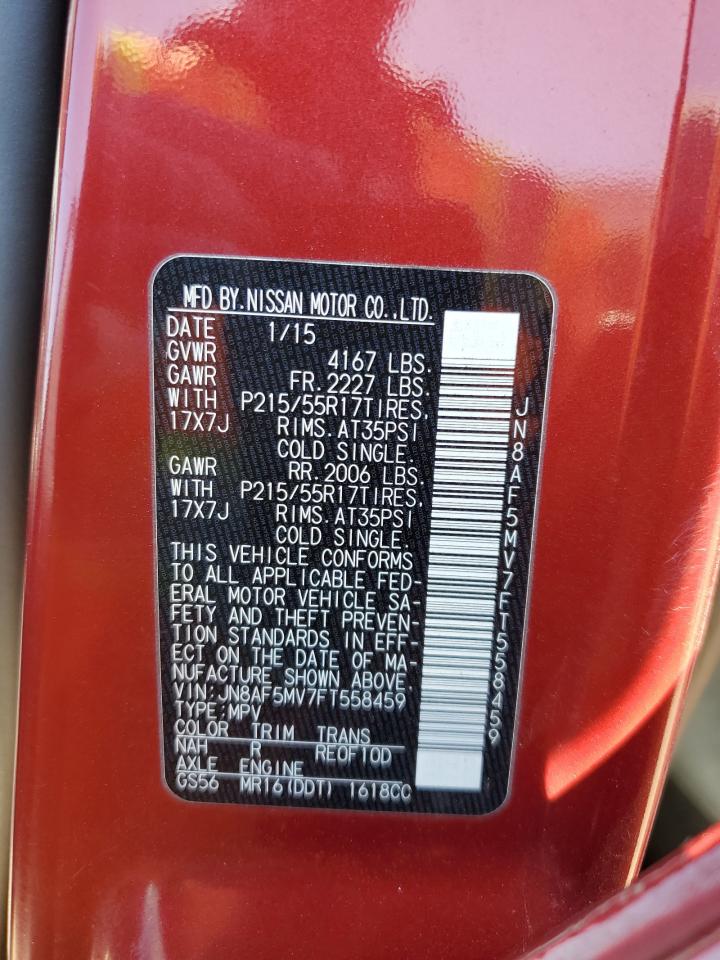 MFD BY.NISSAN MOTOR CO.,LTD.
DATE 1/15
GVWR 4167 LBS.
GAWR FR.2227 LBS.
WITH P215/55R17TIRES,
17X7J RIMS.AT35PSI
COLD SINGLE.
GAWR RR.2006 LBS.
WITH P215/55R17TIRES,
17X7J RIMS.AT35PSI
COLD SINGLE.
THIS VEHICLE CONFORMS
TO ALL APPLICABLE FED-
ERAL MOTOR VEHICLE SA-
FETY AND THEFT PREVEN-
TION STANDARDS IN EFF-
ECT ON THE DATE OF MA-
NUFACTURE SHOWN ABOVE.
VIN:JN8AF5MV7FT558459
TYPE:MPV
COLOR TRIM TRANS
NAH R RE0F10D
AXLE ENGINE
GS56 MR16(DDT) 1618CC
JN8AF5MV7FT558459